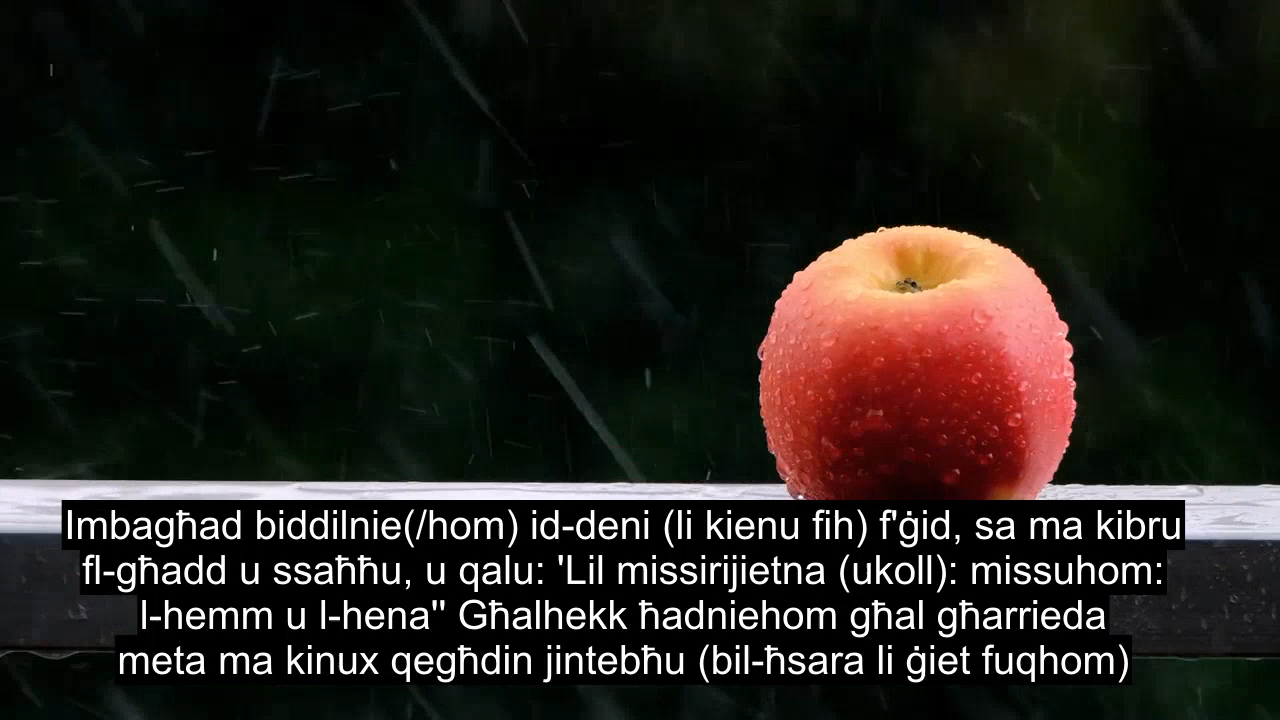 Imbagħad biddilnie(/hom) id-deni (li kienu fih) f'ġid, sa ma kibru
fl-għadd u ssaħħu, u qalu: 'Lil missirijietna (ukoll): missuhom:
l-hemm u l-hena'' Għalhekk ħadniehom għal għarrieda
meta ma kinux qegħdin jintebħu (bil-ħsara li ġiet fuqhom)